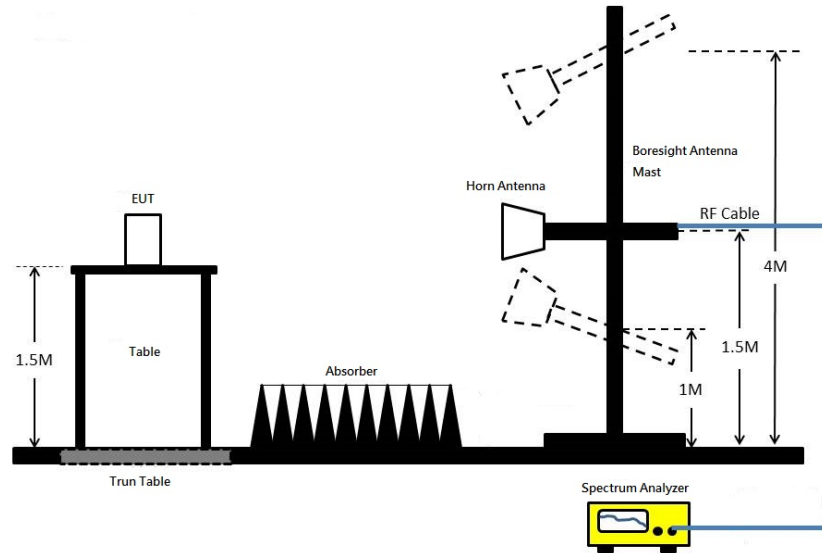 Boresight Antenna
Mast
Horn Antenna
EUT
RF Cable
4M
1.5M
Table
1.5M
Absorber
1M
Trun Table
Spectrum Analyzer